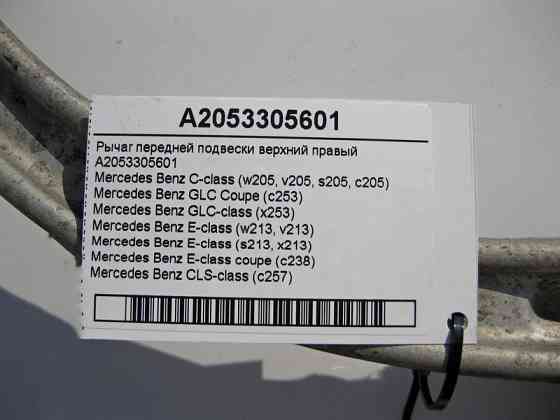 A2053305601
Рычаг передней подвески верхний правый
A2053305601
Mercedes Benz C-class (w205, v205, s205, c205)
Mercedes Benz GLC Coupe (c253)
Mercedes Benz GLC-class (x253)
Mercedes Benz E-class (w213, v213)
Mercedes Benz E-class (s213, x213)
Mercedes Benz E-class coupe (c238)
Mercedes Benz CLS-class (c257)